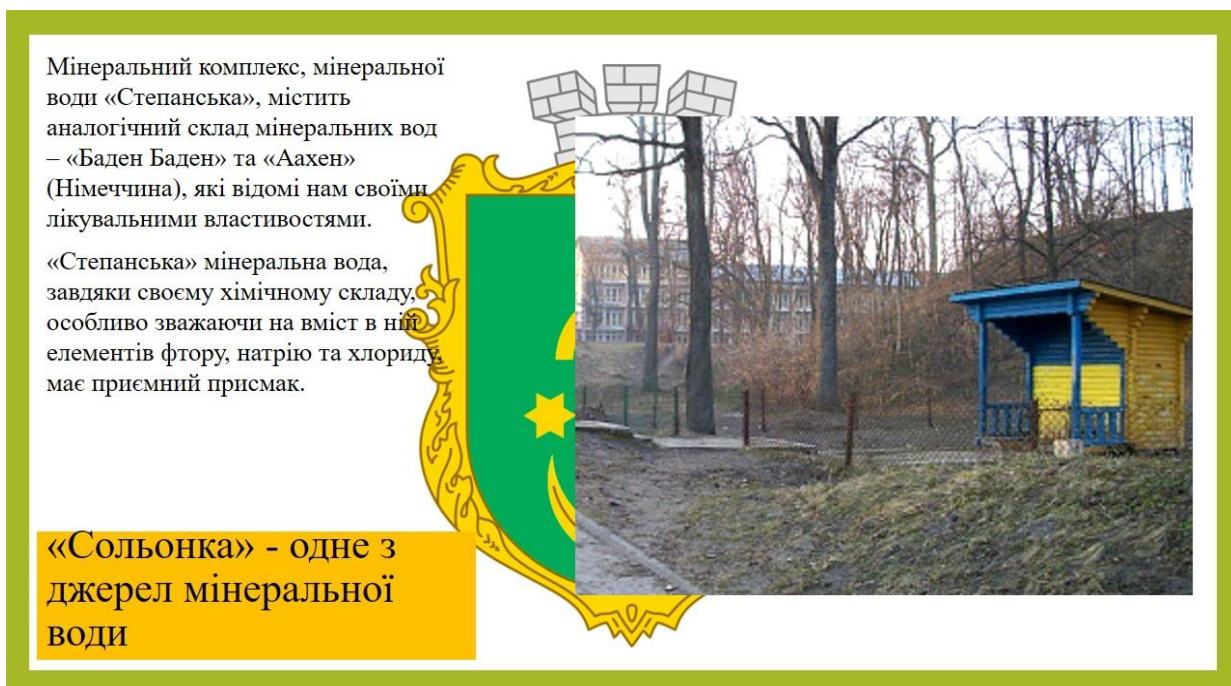 Мінеральний комплекс, мінеральної
води «Степанська», містить
аналогічний склад мінеральних вод
– «Баден Баден» та «Аахен»
(Німеччина), які відомі нам своїми
лікувальними властивостями.
«Степанська» мінеральна вода,
завдяки своєму хімічному складу,
особливо зважаючи на вміст в ній
елементів фтору, натрію та хлориду,
має приємний присмак.
«Сольонка» - одне з
джерел мінеральної
води